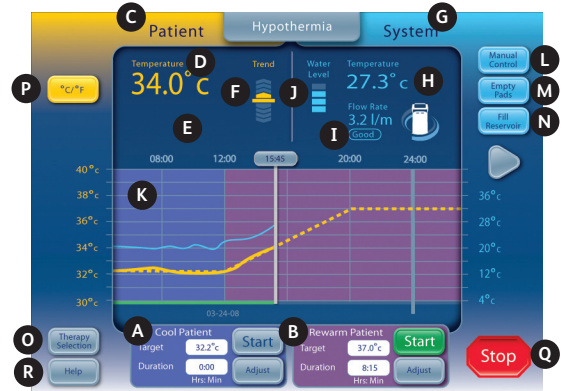 C
Patient
Hypothermia
System
G
P
°C/°F
Temperature
D
34.0°c
Trend
F
E
Water
Level
J
Temperature
27.3°c
H
Flow Rate
3.2 l/m
I
Good
Manual
Control
L
Empty
Pads
M
Fill
Reservoir
N
08:00
12:00
15:45
20:00
24:00
K
40°c
38°c
36°c
34°c
32°c
30°c
36°c
28°c
20°c
12°c
4°c
03-24-08
A
Cool Patient
Target
32.2°c
Start
Duration
0:00
Adjust
Hrs: Min
B
Rewarm Patient
Target
37.0°c
Start
Duration
8:15
Adjust
Hrs: Min
O
Therapy
Selection
R
Help
Stop
Q